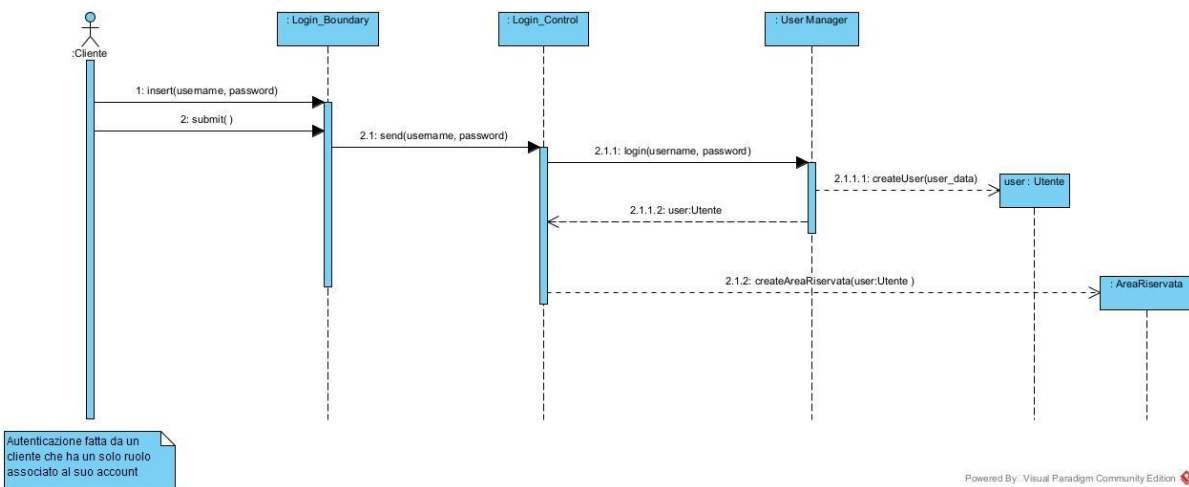 : Login_Boundary
: Login_Control
: User Manager
:Cliente
1: insert(username, password)
2: submit( )
2.1: send(username, password)
2.1.1: login(username, password)
2.1.1.1: createUser(user_data)
user : Utente
2.1.1.2: user:Utente
2.1.2: createAreaRiservata(user:Utente )
: AreaRiservata
Autenticazione fatta da un
cliente che ha un solo ruolo
associato al suo account
Powered By: Visual Paradigm Community Edition